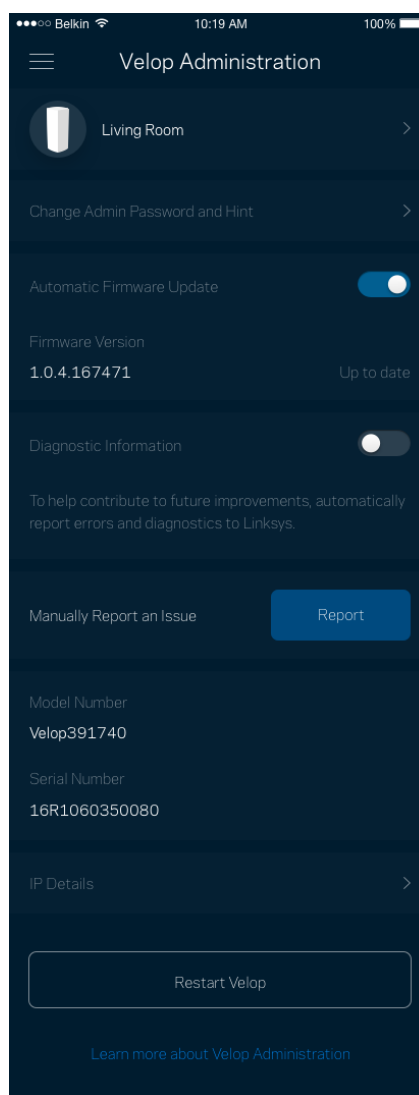 Belkin 10:19 AM 100%
Velop Administration
Living Room
Change Admin Password and Hint
Automatic Firmware Update
Firmware Version
1.0.4.167471 Up to date
Diagnostic Information
To help contribute to future improvements, automatically
report errors and diagnostics to Linksys.
Manually Report an Issue Report
Model Number
Velop391740
Serial Number
16R1060350080
IP Details
Restart Velop
Learn more about Velop Administration